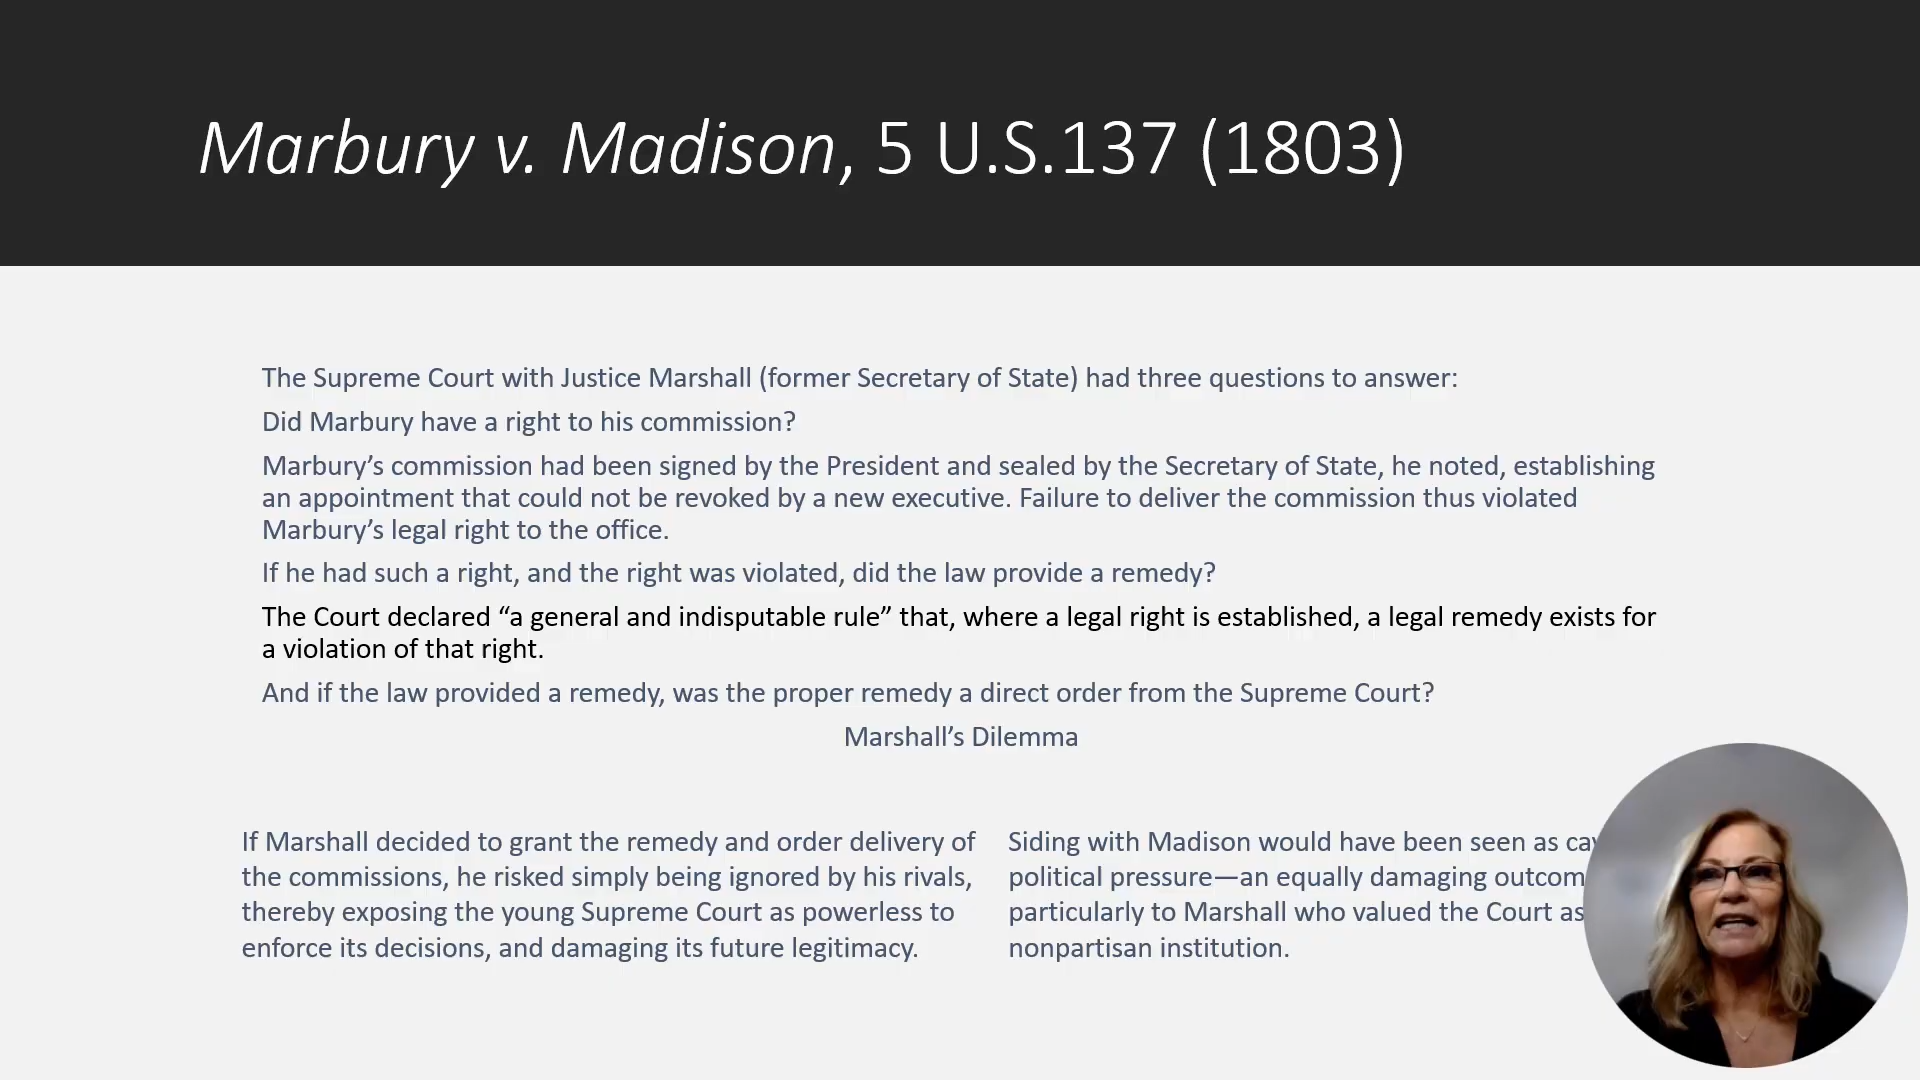 Marbury v. Madison, 5 U.S.137 (1803)
The Supreme Court with Justice Marshall (former Secretary of State) had three questions to answer:
Did Marbury have a right to his commission?
Marbury’s commission had been signed by the President and sealed by the Secretary of State, he noted, establishing
an appointment that could not be revoked by a new executive. Failure to deliver the commission thus violated
Marbury’s legal right to the office.
If he had such a right, and the right was violated, did the law provide a remedy?
The Court declared “a general and indisputable rule” that, where a legal right is established, a legal remedy exists for
a violation of that right.
And if the law provided a remedy, was the proper remedy a direct order from the Supreme Court?
Marshall’s Dilemma
If Marshall decided to grant the remedy and order delivery of
the commissions, he risked simply being ignored by his rivals,
thereby exposing the young Supreme Court as powerless to
enforce its decisions, and damaging its future legitimacy.
Siding with Madison would have been seen as
political pressure—an equally damaging
particularly to Marshall who valued the Court as
nonpartisan institution.